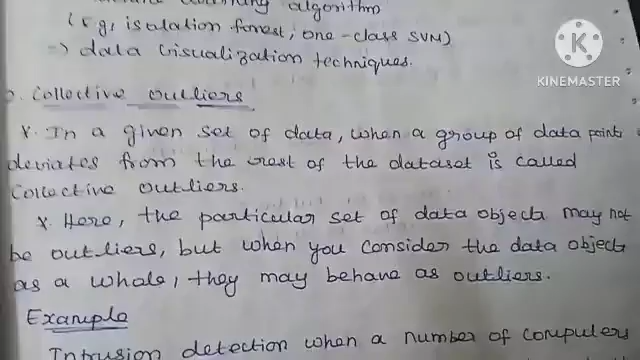 algorithm
(E.g, isolation forest, one-class SVM)
→ data visualization techniques.
KINEMASTER
Collective outliers
* In a given set of data, when a group of data points
deviates from the rest of the dataset is called
collective outliers.
* Here, the particular set of data objects may not
be outliers, but when you consider the data objects
as a whole, they may behave as outliers.
Example
Intrusion detection when a number of computers